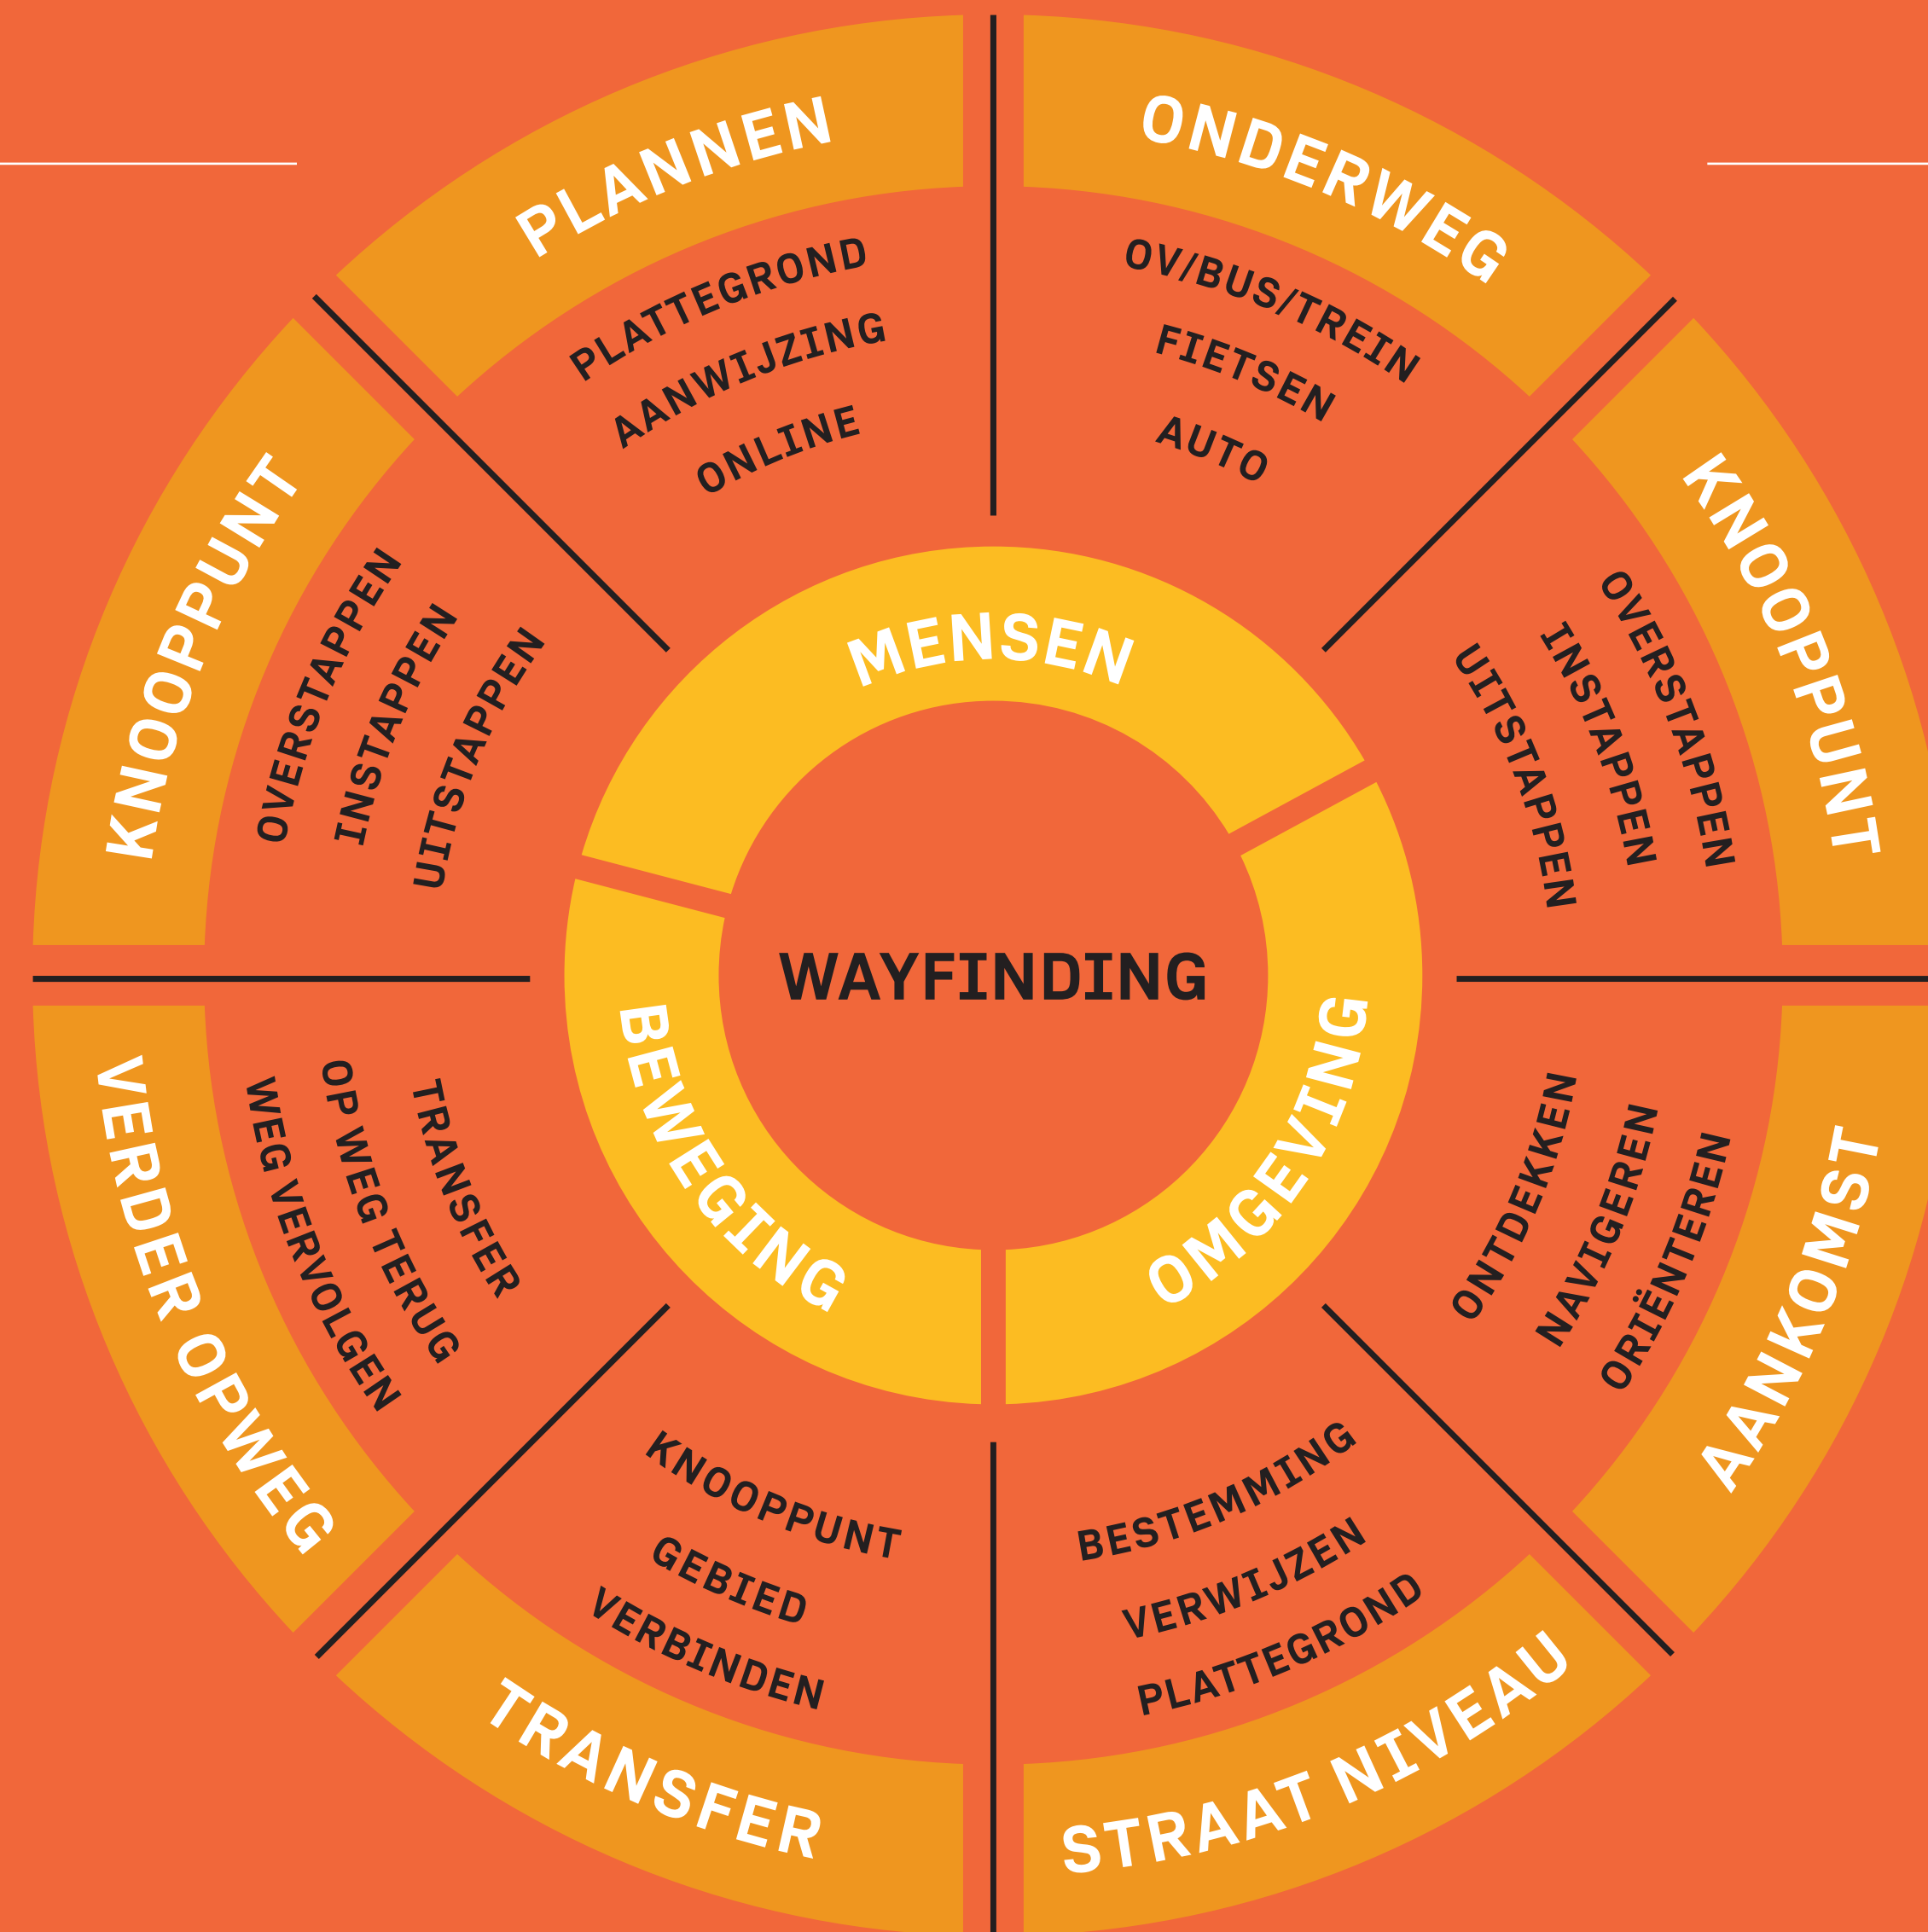 PLANNEN
PLATTEGROND
AANWIJZING
ONLINE
ONDERWEG
OV/BUS/TREIN
FIETSEN
AUTO
KNOOPPUNT
OVERSTAPPEN
INSTAPPEN
UITSTAPPEN
AANKOMST
ONTDEKKEN
NAVIGEREN
ORTIËNTEREN
STRAAT NIVEAU
BESTEMMING
VERWIJZEN
PLATTEGROND
TRANSFER
KNOOPPUNT
GEBIED
VERBINDEN
VERDER OPWEG
WEG VERVOLGEN
OP WEG TERUG
TRANSFEER
KNOOPPUNT
OVERSTAPPEN
INSTAPPEN
UITSTAPPEN
MENSEN
WAYFINDING
BEWEGING
OMGEVING